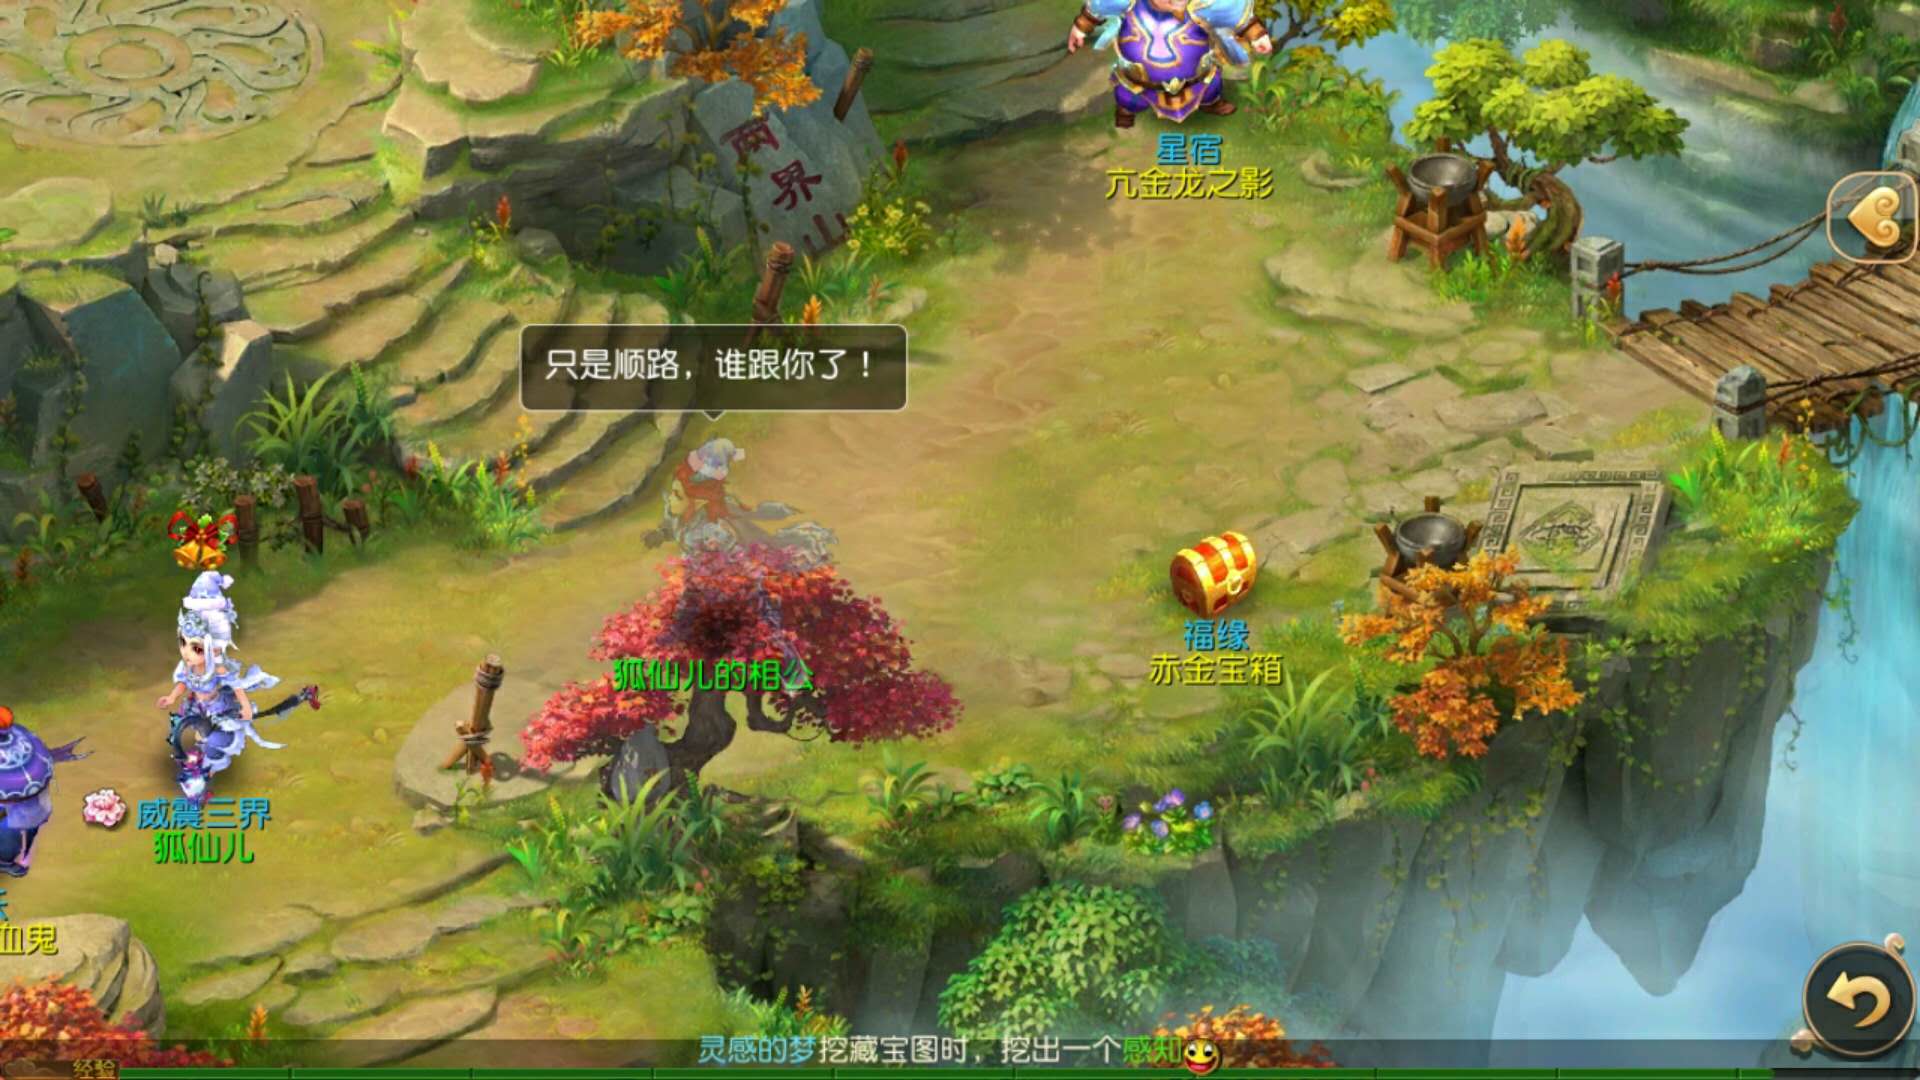 两界山
星宿
亢金龙之影
只是顺路，谁跟你了！
福缘
赤金宝箱
狐仙儿的相公
威震三界
狐仙儿
血鬼
灵感的梦挖藏宝图时，挖出一个感知
经验